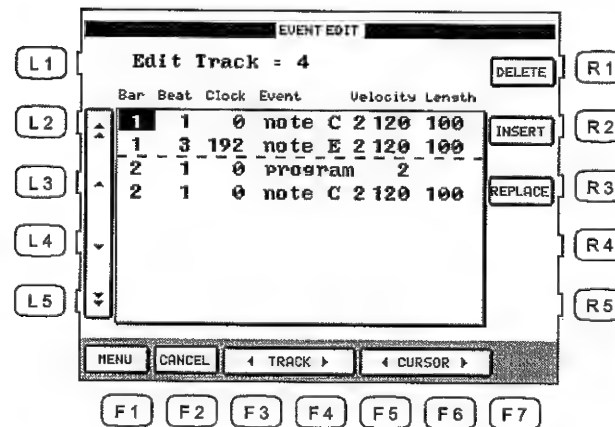 EVENT EDIT
L1 Edit Track = 4 DELETE R1
Bar Beat Clock Event Velocity Length
L2 1 1 0 note C 2 120 100 INSERT R2
1 3 192 note E 2 120 100
L3 2 1 0 program 2 REPLACE R3
2 1 0 note C 2 120 100
L4 R4
L5 R5
MENU CANCEL TRACK CURSOR
F1 F2 F3 F4 F5 F6 F7